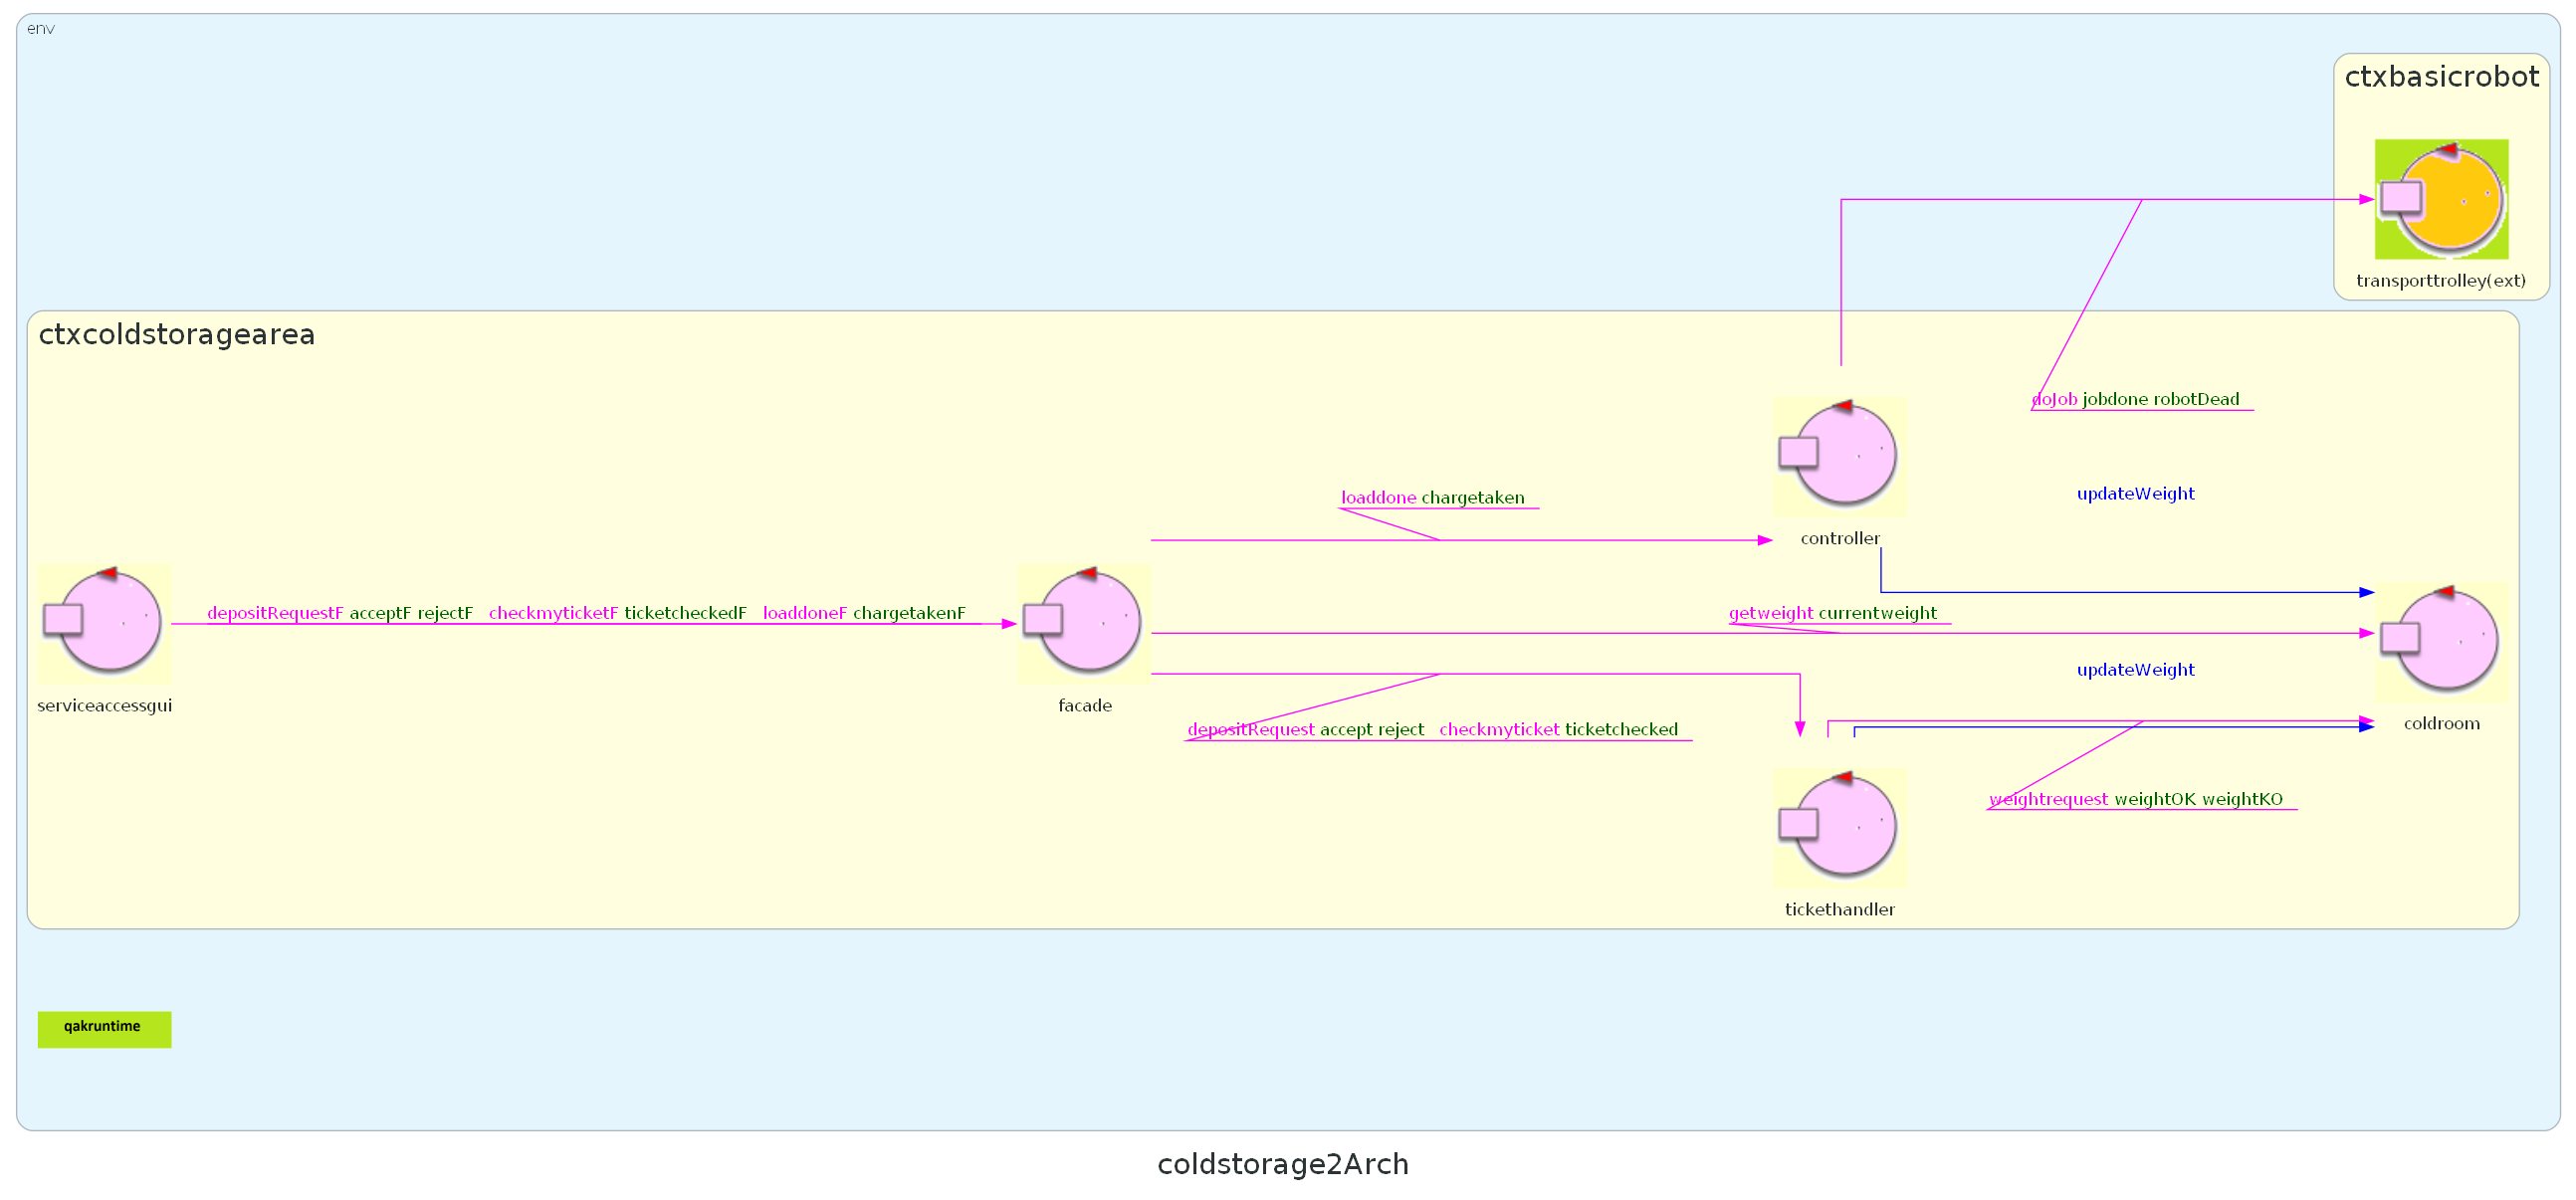 env
ctxbasicrobot
transporttrolley(ext)
ctxcoldstoragearea
doJob jobdone robotDead
loaddone chargetaken
updateWeight
controller
depositRequestF acceptF rejectF checkmyticketF ticketcheckedF loaddoneF chargetakenF
getweight currentweight
serviceaccessgui
facade
updateWeight
coldroom
depositRequest accept reject checkmyticket ticketchecked
weightrequest weightOK weightKO
tickethandler
qakruntime
coldstorage2Arch